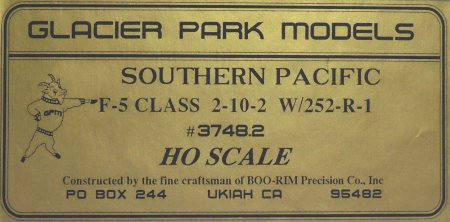 GLACIER PARK MODELS
SOUTHERN PACIFIC
F-5 CLASS 2-10-2 W/252-R-1
#3748.2
GPM
HO SCALE
Constructed by the fine craftsman of BOO-RIM Precision Co., Inc
PO BOX 244 UKIAH CA 95482